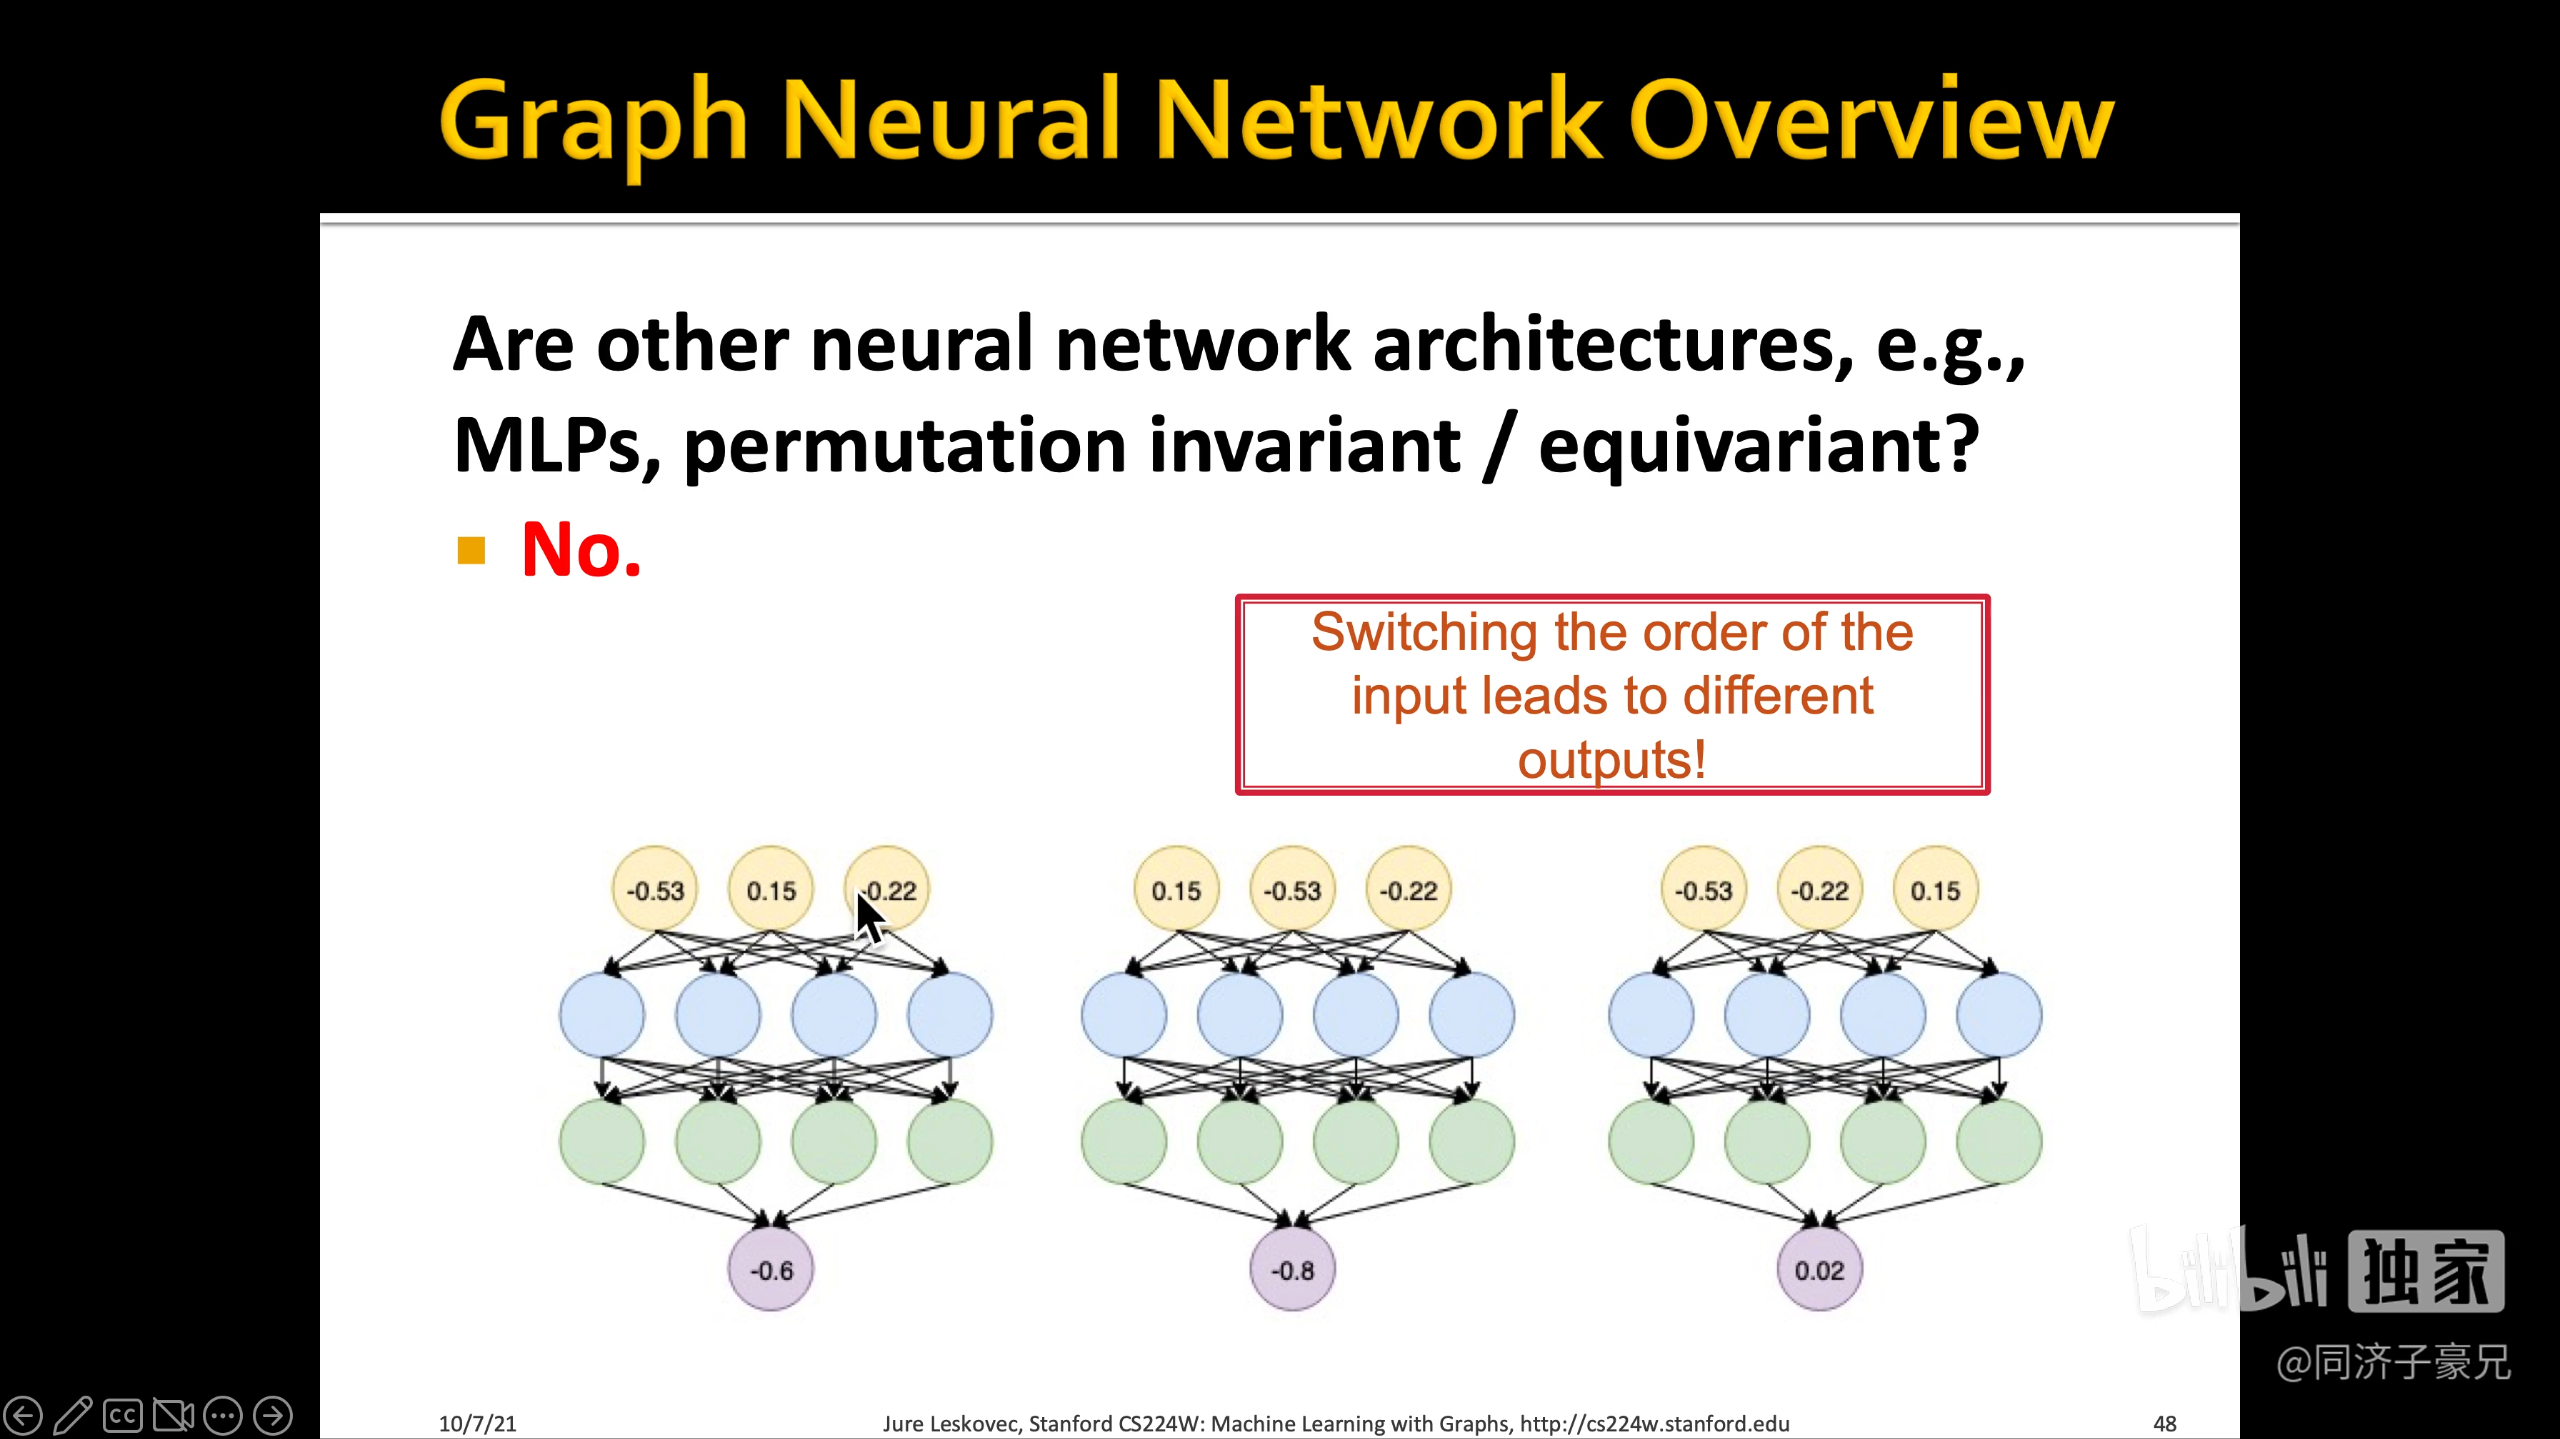 Graph Neural Network Overview
Are other neural network architectures, e.g.,
MLPs, permutation invariant / equivariant?
No.
Switching the order of the
input leads to different
outputs!
-0.53 0.15 -0.22
0.15 -0.53 -0.22
-0.53 -0.22 0.15
-0.6
-0.8
0.02
bilibili 独家
@同济子豪兄
CC
10/7/21
Jure Leskovec, Stanford CS224W: Machine Learning with Graphs, http://cs224w.stanford.edu
48